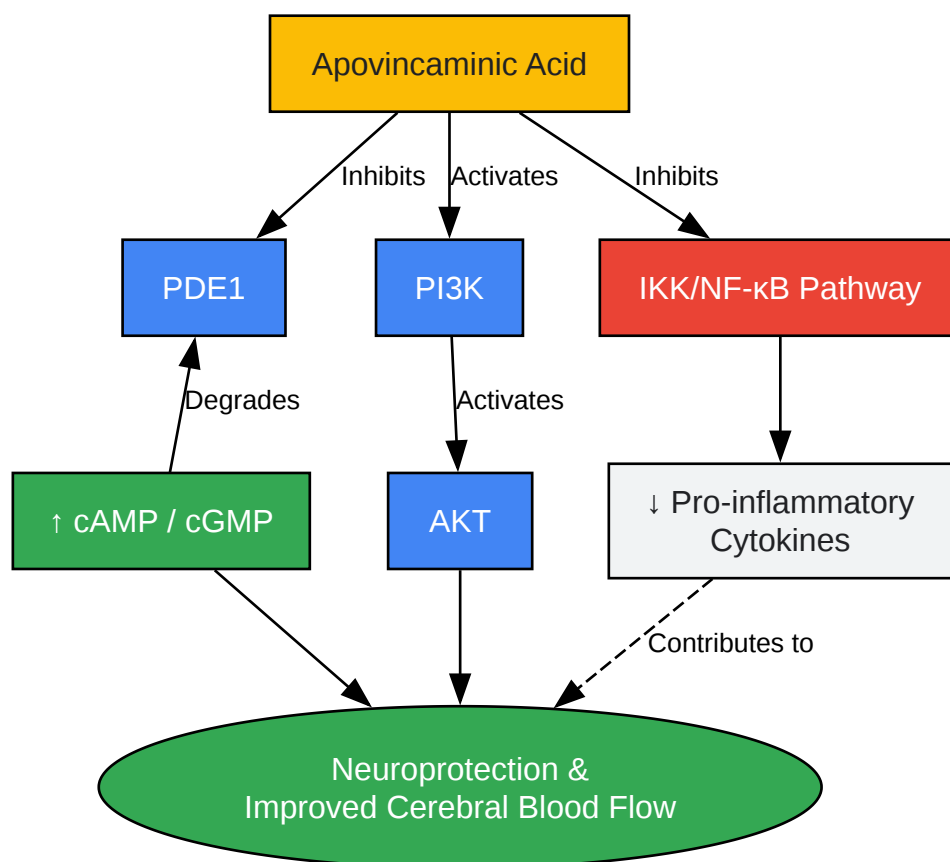 Apovincaminic Acid
Inhibits
Activates
Inhibits
PDE1
PI3K
IKK/NF-κB Pathway
Degrades
Activates
↑ cAMP / cGMP
AKT
↓ Pro-inflammatory
Cytokines
Contributes to
Neuroprotection &
Improved Cerebral Blood Flow